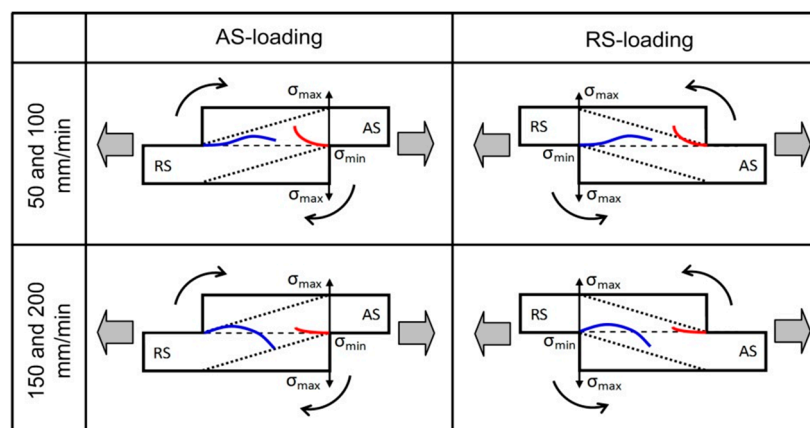 AS-loading
RS-loading
50 and 100
mm/min
σmax
AS
σmin
RS
σmax
σmax
RS
σmin
AS
σmax
150 and 200
mm/min
σmax
AS
σmin
RS
σmax
σmax
RS
σmin
AS
σmax